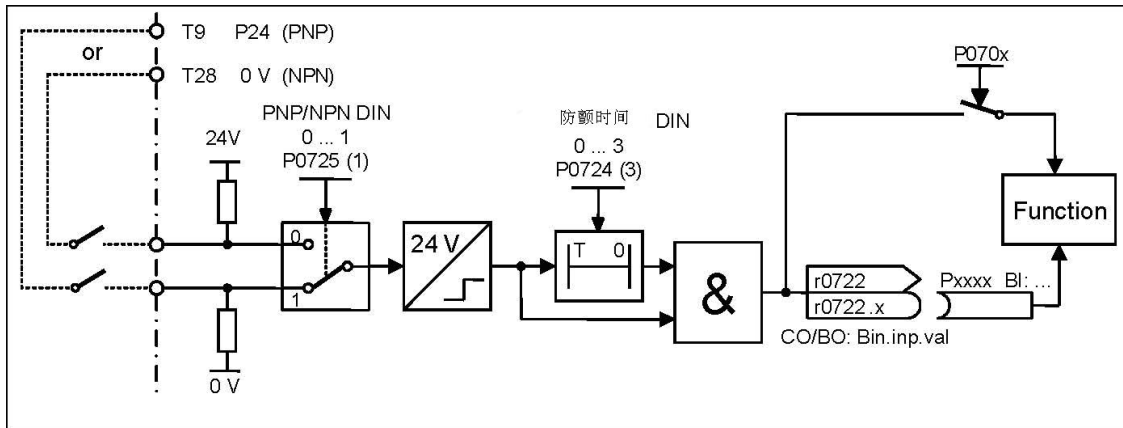 T9 P24 (PNP)
or
T28 0 V (NPN)
P070x
PNP/NPN DIN
0 ... 1
P0725 (1)
防颤时间 DIN
0 ... 3
P0724 (3)
24V
0
1
24 V
T 0
&
Function
r0722
r0722.x
Pxxxx BI: ...
CO/BO: Bin.inp.val
0 V